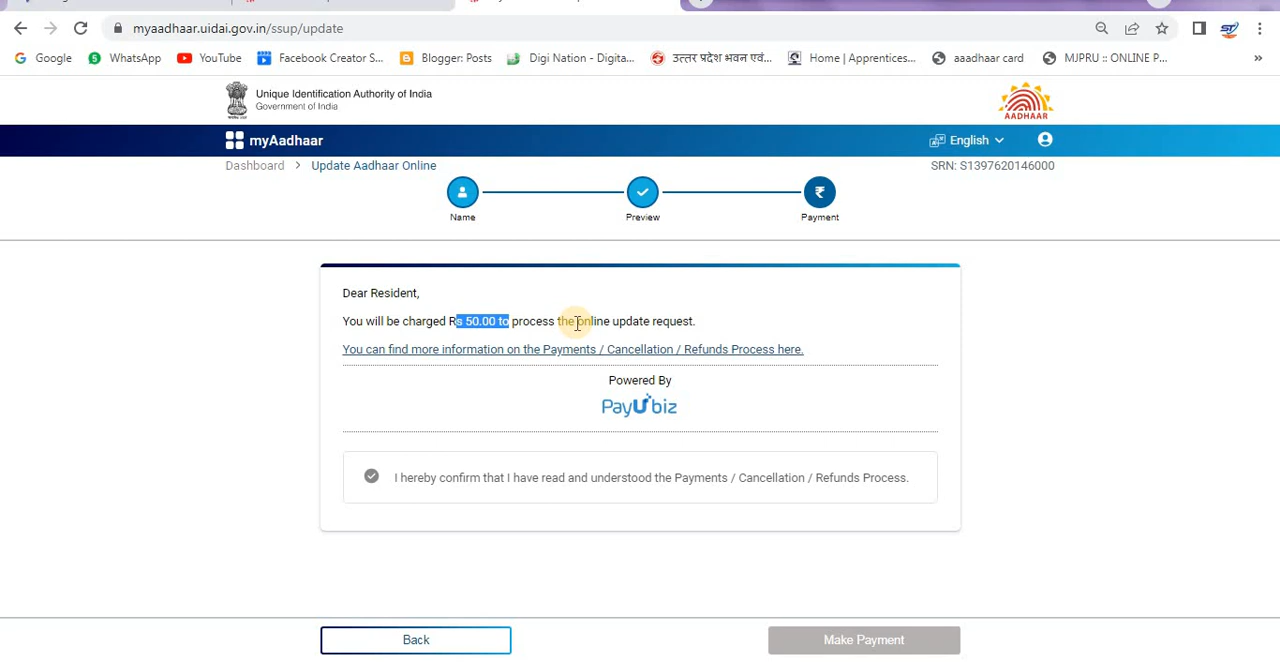 myaadhaar.uidai.gov.in/ssup/update
Google
WhatsApp
YouTube
Facebook Creator S...
Blogger: Posts
Digi Nation - Digita...
उत्तर प्रदेश भवन एवं...
Home | Apprentices...
aaadhaar card
MJPRU :: ONLINE P...
»
Unique Identification Authority of India
Government of India
AADHAAR
myAadhaar
English
Dashboard > Update Aadhaar Online
SRN: S1397620146000
₹
Name
Preview
Payment
Dear Resident,
You will be charged Rs 50.00 to process the online update request.
You can find more information on the Payments / Cancellation / Refunds Process here.
Powered By
PayUbiz
I hereby confirm that I have read and understood the Payments / Cancellation / Refunds Process.
Back
Make Payment